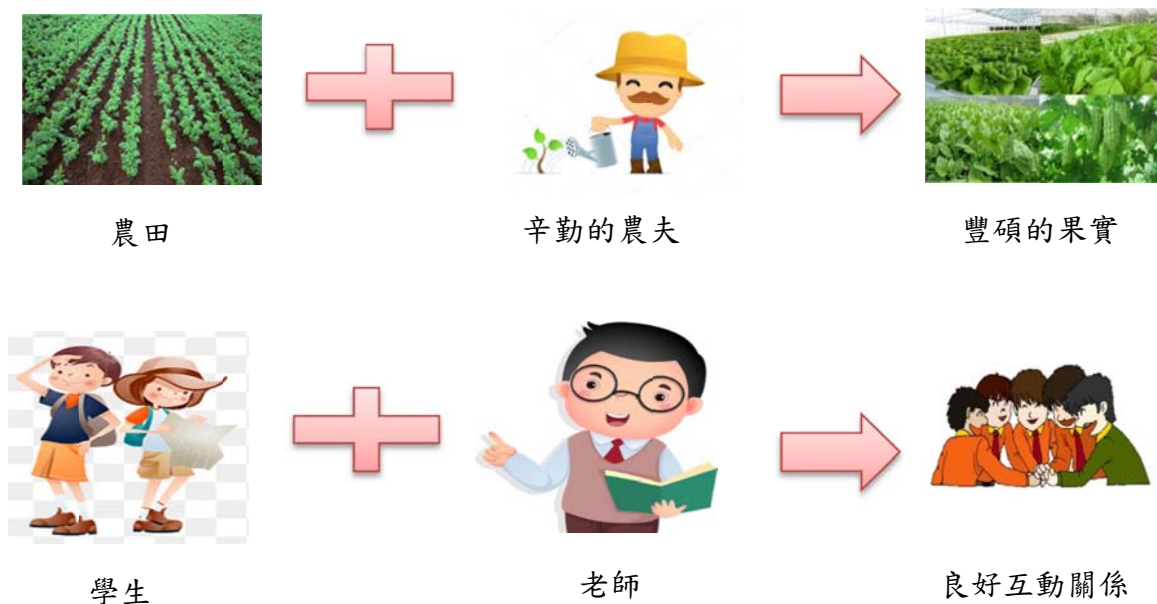 農田
辛勤的農夫
豐碩的果實
學生
老師
良好互動關係